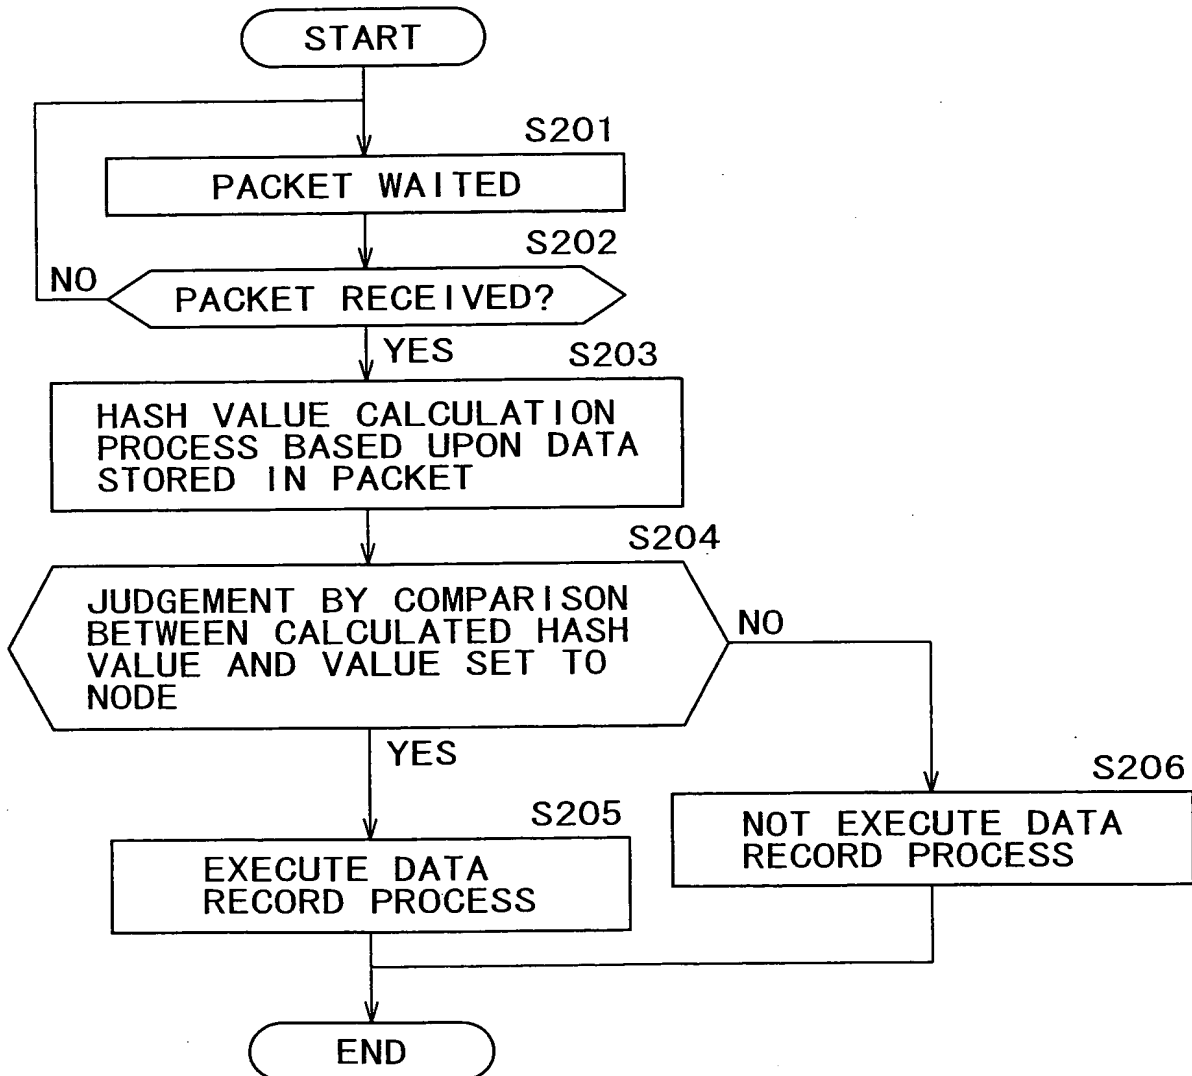 START
S201
PACKET WAITED
S202
NO
PACKET RECEIVED?
YES
S203
HASH VALUE CALCULATION
PROCESS BASED UPON DATA
STORED IN PACKET
S204
JUDGEMENT BY COMPARISON
BETWEEN CALCULATED HASH
VALUE AND VALUE SET TO
NODE
NO
YES
S206
NOT EXECUTE DATA
RECORD PROCESS
S205
EXECUTE DATA
RECORD PROCESS
END